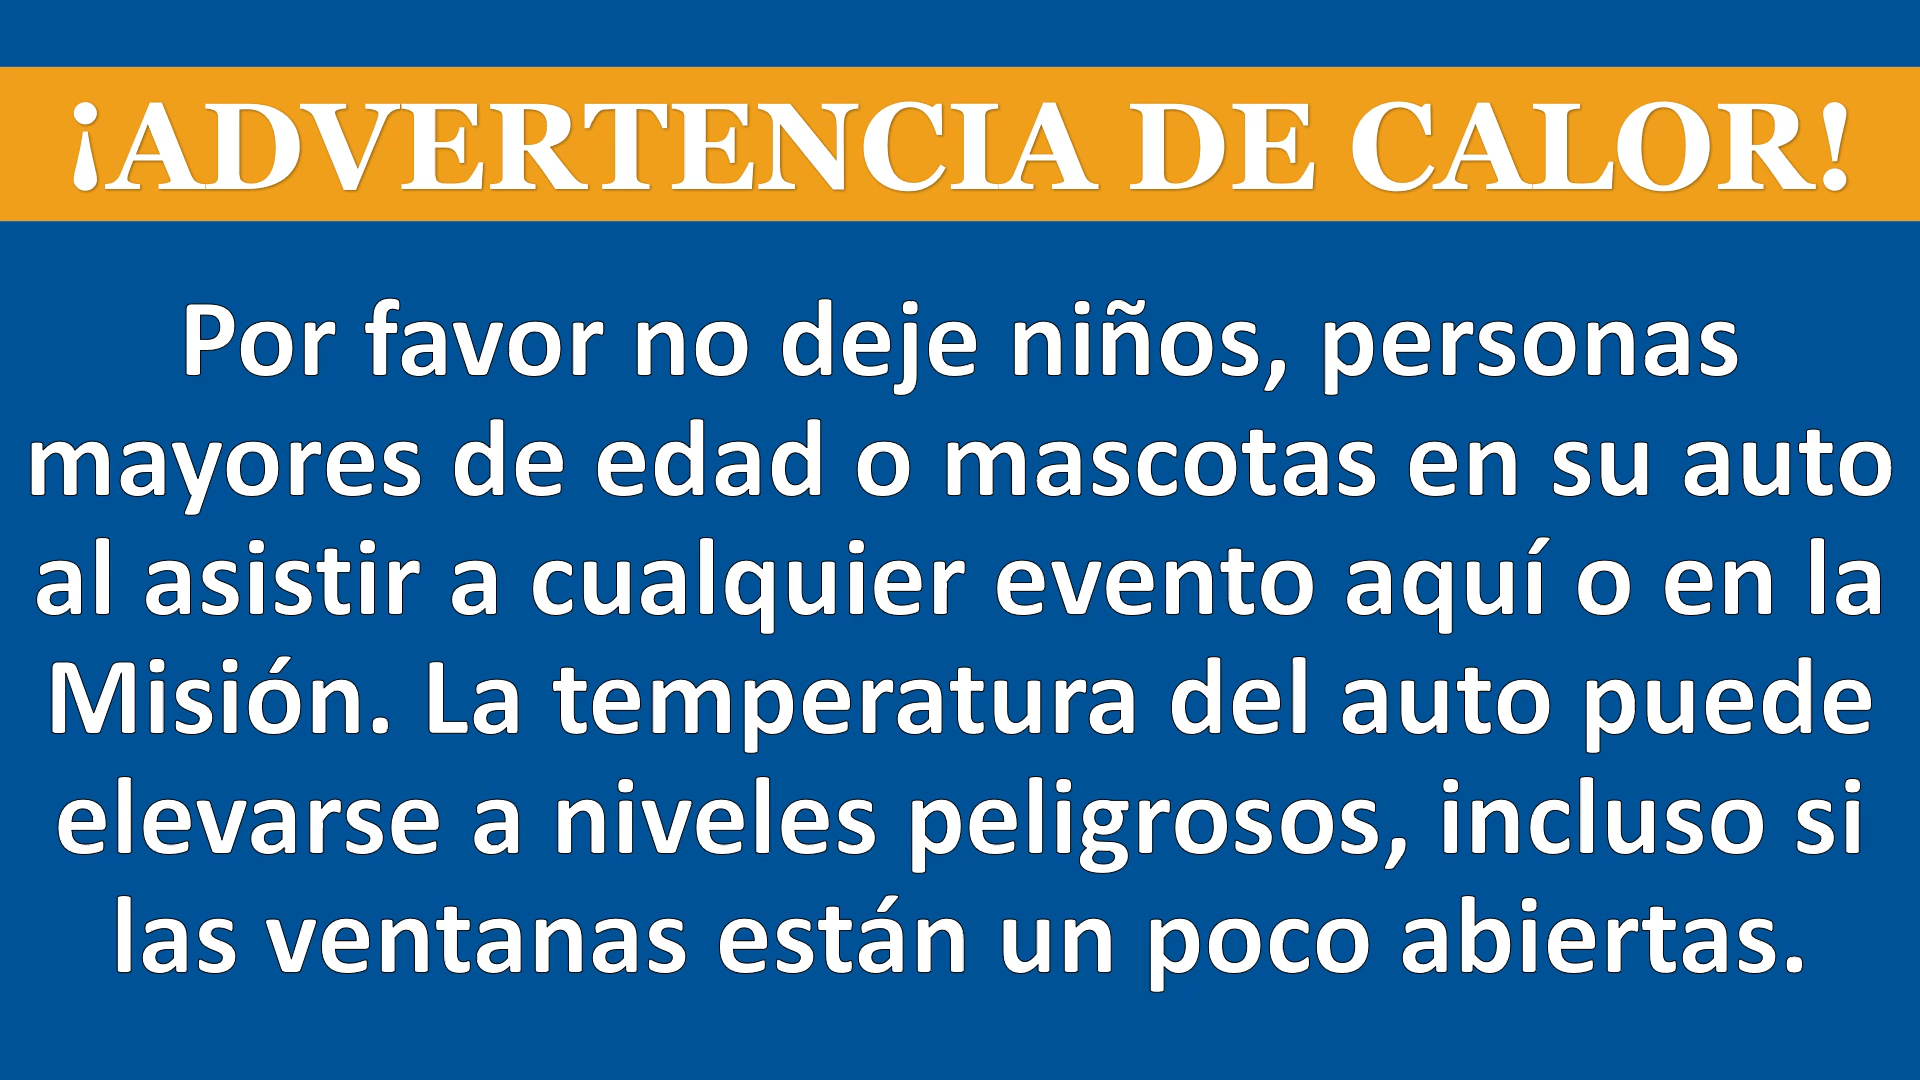 ¡ADVERTENCIA DE CALOR!
Por favor no deje niños, personas
mayores de edad o mascotas en su auto
al asistir a cualquier evento aquí o en la
Misión. La temperatura del auto puede
elevarse a niveles peligrosos, incluso si
las ventanas están un poco abiertas.